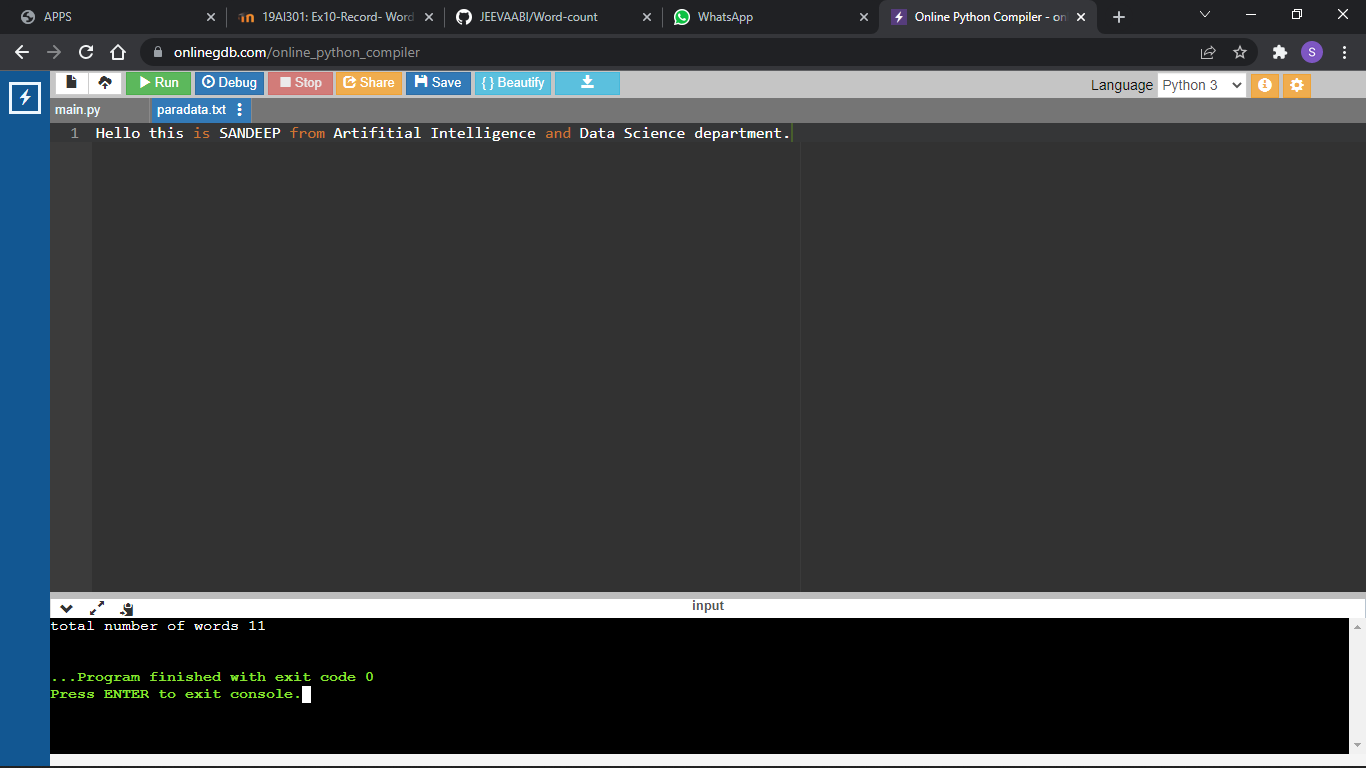 APPS
19AI301: Ex10-Record- Word
JEEVAABI/Word-count
WhatsApp
Online Python Compiler - on
onlinegdb.com/online_python_compiler
S
Run Debug Stop Share Save { } Beautify
Language Python 3
main.py paradata.txt
1 Hello this is SANDEEP from Artifitial Intelligence and Data Science department.
input
total number of words 11
...Program finished with exit code 0
Press ENTER to exit console.